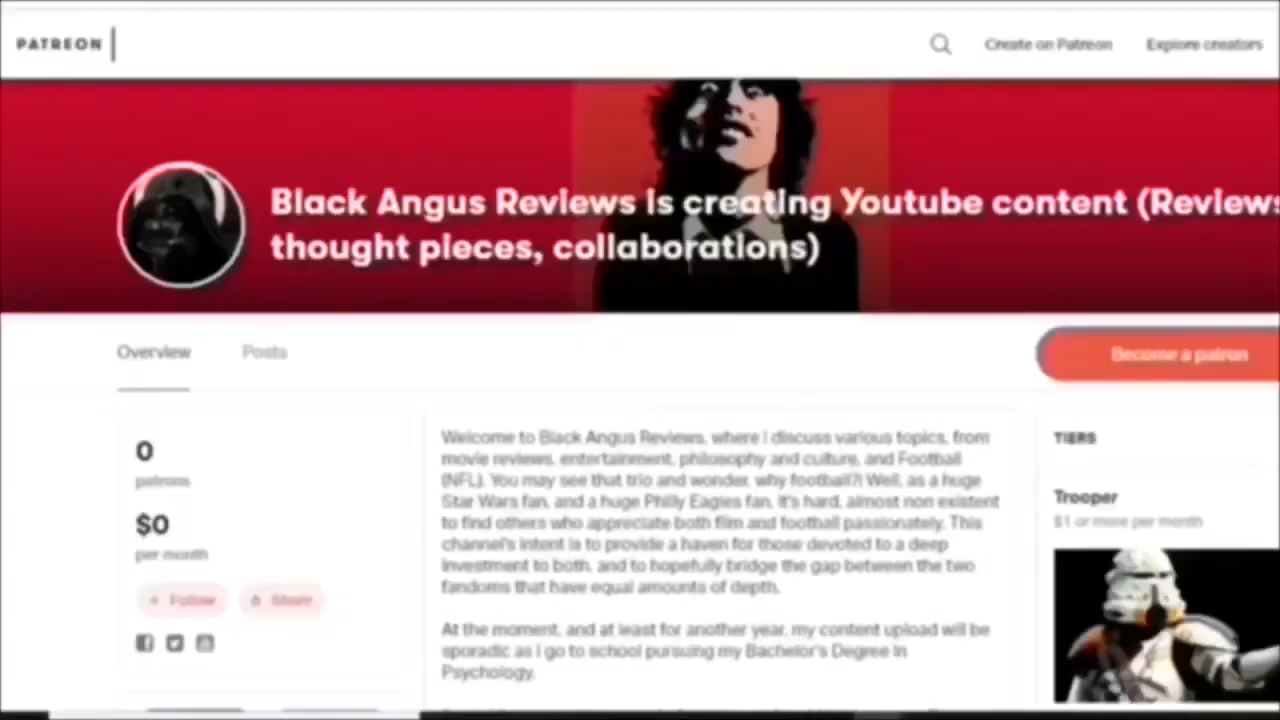 PATREON
Create on Patreon
Explore creators
Black Angus Reviews is creating Youtube content (Reviews
thought pieces, collaborations)
Overview
Posts
Become a patron
0
patrons
$0
per month
+ Follow
Share
Welcome to Black Angus Reviews, where I discuss various topics, from
movie reviews, entertainment, philosophy and culture, and Football
(NFL). You may see that trio and wonder, why football?! Well, as a huge
Star Wars fan, and a huge Philly Eagles fan, it's hard, almost non existent
to find others who appreciate both film and football passionately. This
channel's intent is to provide a haven for those devoted to a deep
investment to both, and to hopefully bridge the gap between the two
fandoms that have equal amounts of depth.
At the moment, and at least for another year, my content upload will be
sporadic as I go to school pursuing my Bachelor's Degree in
Psychology.
TIERS
Trooper
$1 or more per month